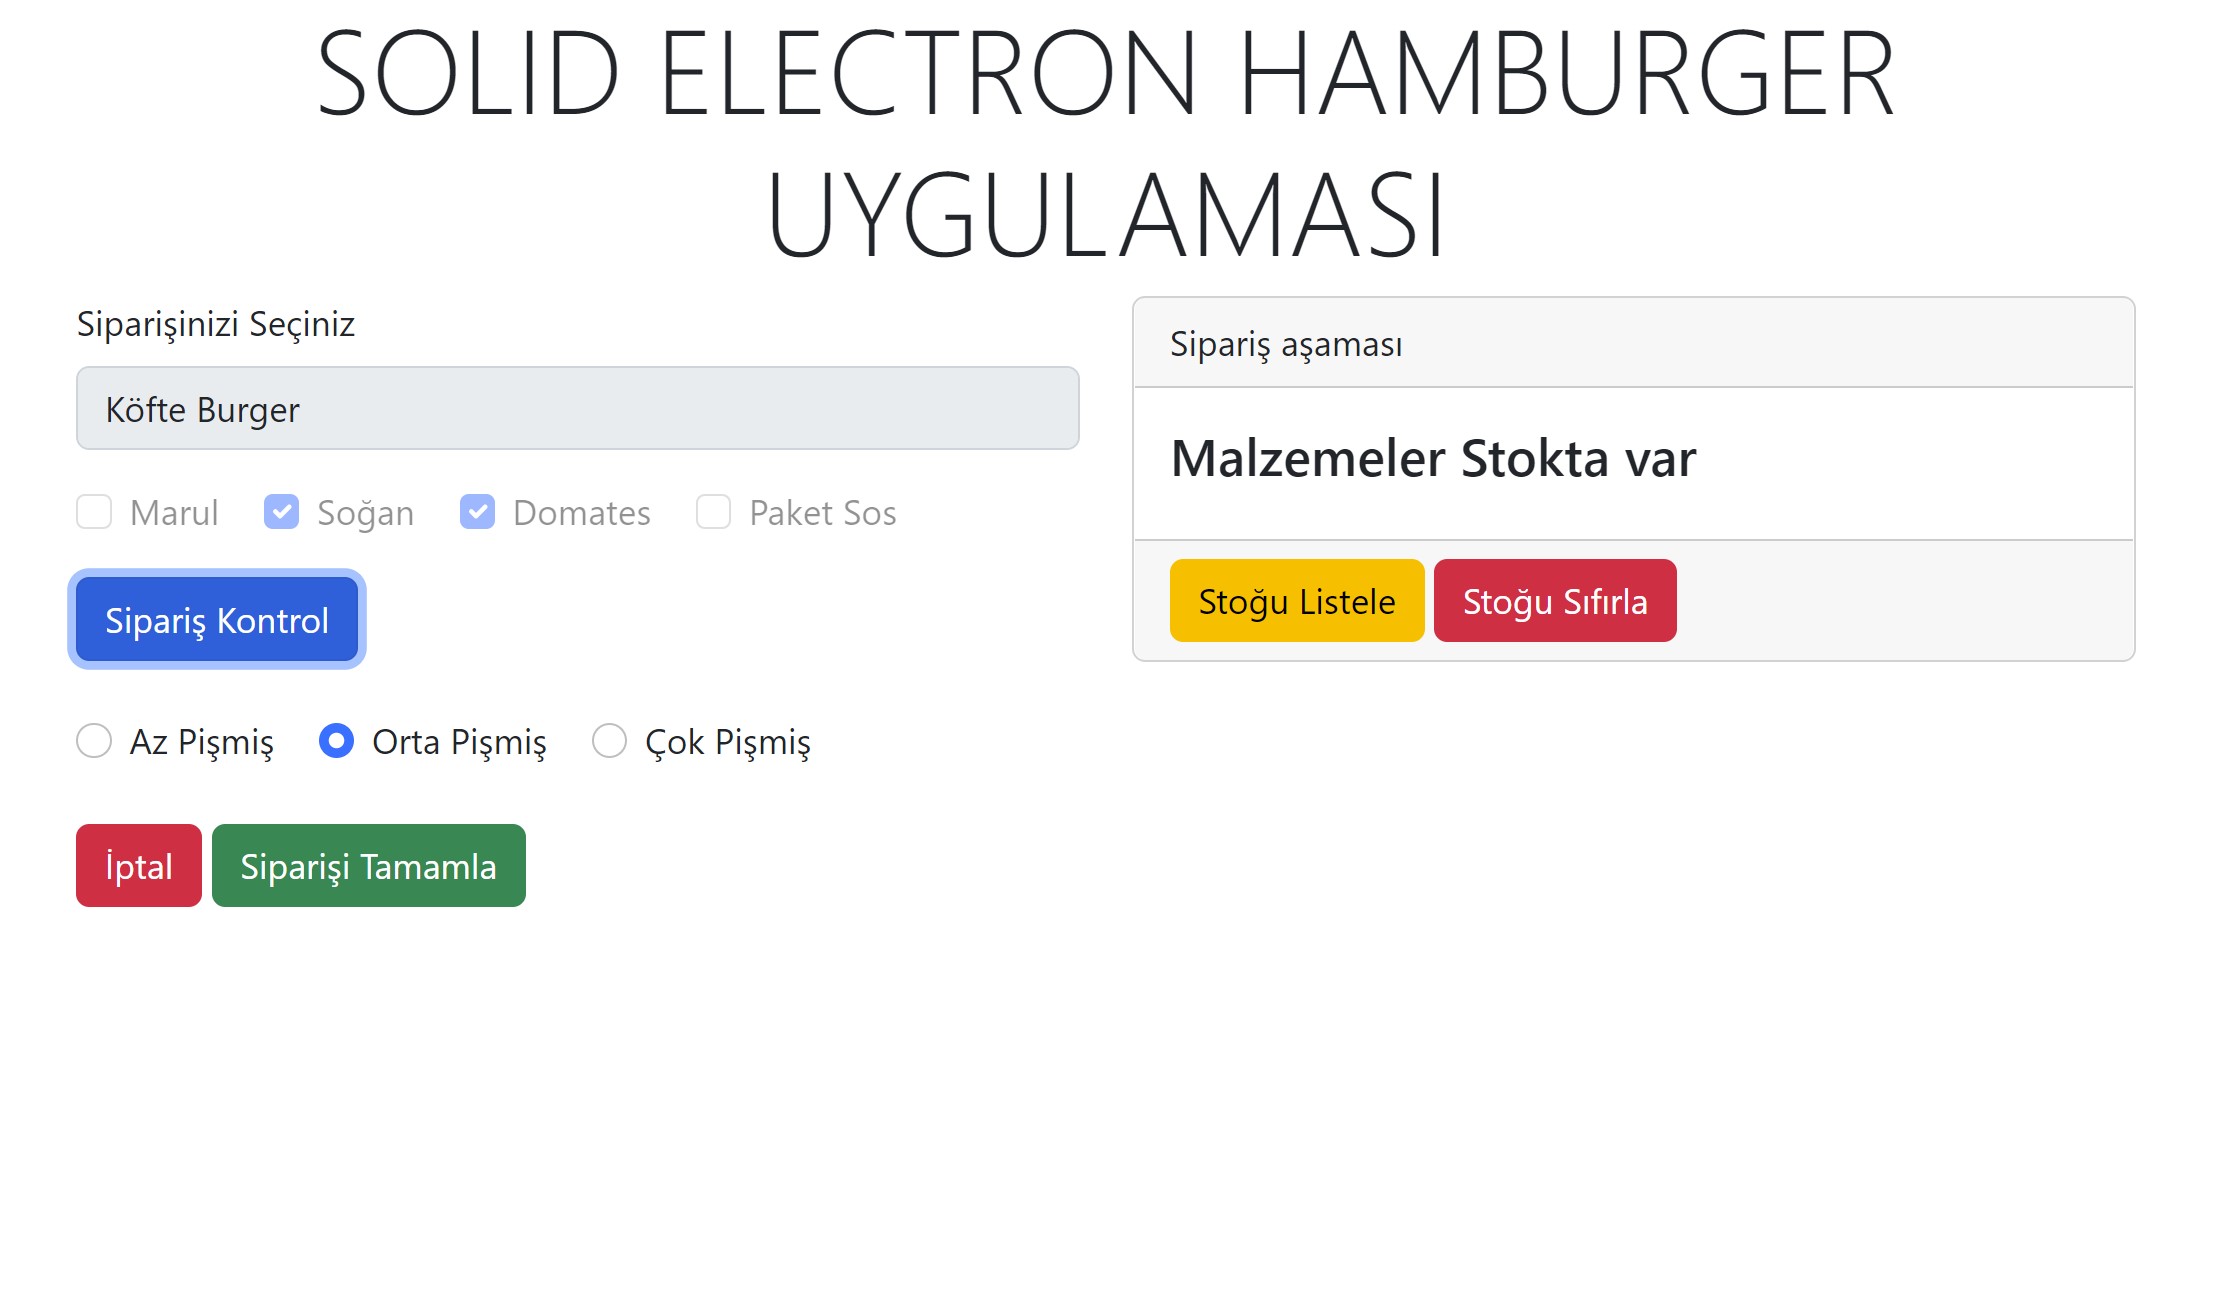 SOLID ELECTRON HAMBURGER
UYGULAMASI
Siparişinizi Seçiniz
Köfte Burger
Marul Soğan Domates Paket Sos
Sipariş Kontrol
Az Pişmiş Orta Pişmiş Çok Pişmiş
İptal Siparişi Tamamla
Sipariş aşaması
Malzemeler Stokta var
Stoğu Listele Stoğu Sıfırla